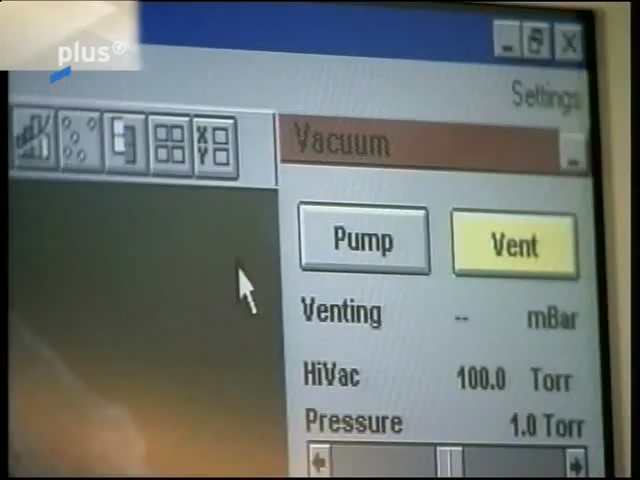 plus®
Settings
Vacuum
Pump Vent
Venting -- mBar
HiVac 100.0 Torr
Pressure 1.0 Torr